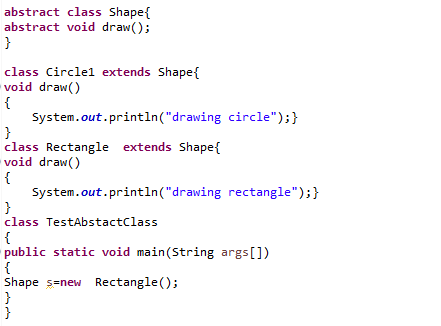 abstract class Shape{
abstract void draw();
}
class Circle1 extends Shape{
void draw()
{
System.out.println("drawing circle");}
}
class Rectangle  extends Shape{
void draw()
{
System.out.println("drawing rectangle");}
}
class TestAbstactClass
{
public static void main(String args[])
{
Shape s=new  Rectangle();
}
}